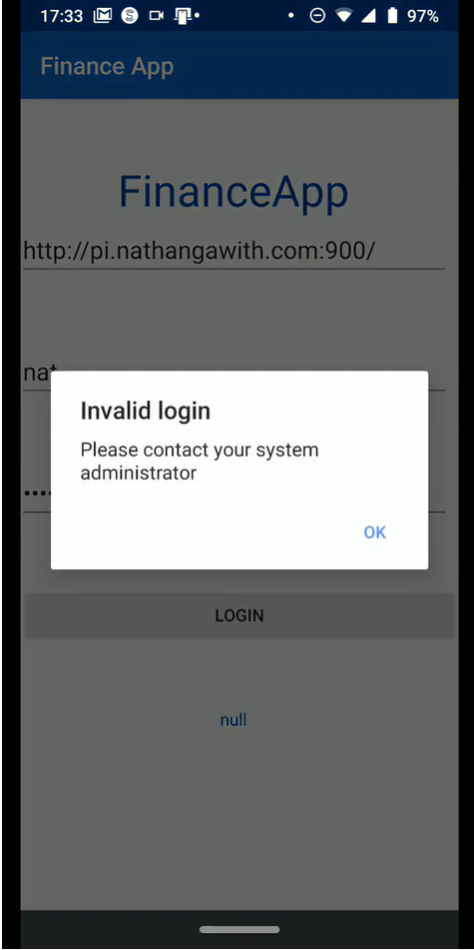 17:33
97%
Finance App
FinanceApp
http://pi.nathangawith.com:900/
nat
Invalid login
Please contact your system
administrator
••••
OK
LOGIN
null